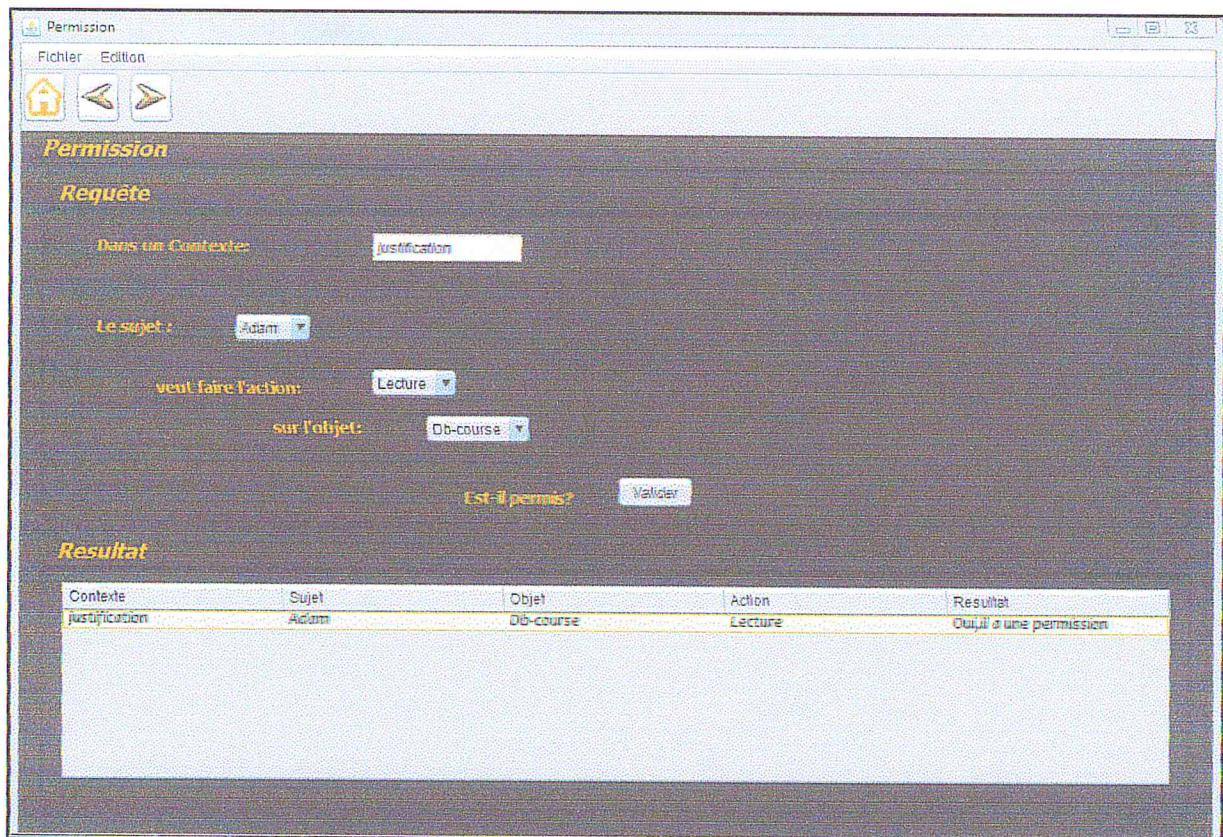 Permission
Fichier Edition
Permission
Requête
Dans un Contexte: justification
Le sujet : Adam
veut faire l'action: Lecture
sur l'objet: Db-course
Est-il permis? Valider
Resultat
Contexte Sujet Objet Action Resultat
justification Adam Db-course Lecture Oui,il a une permission